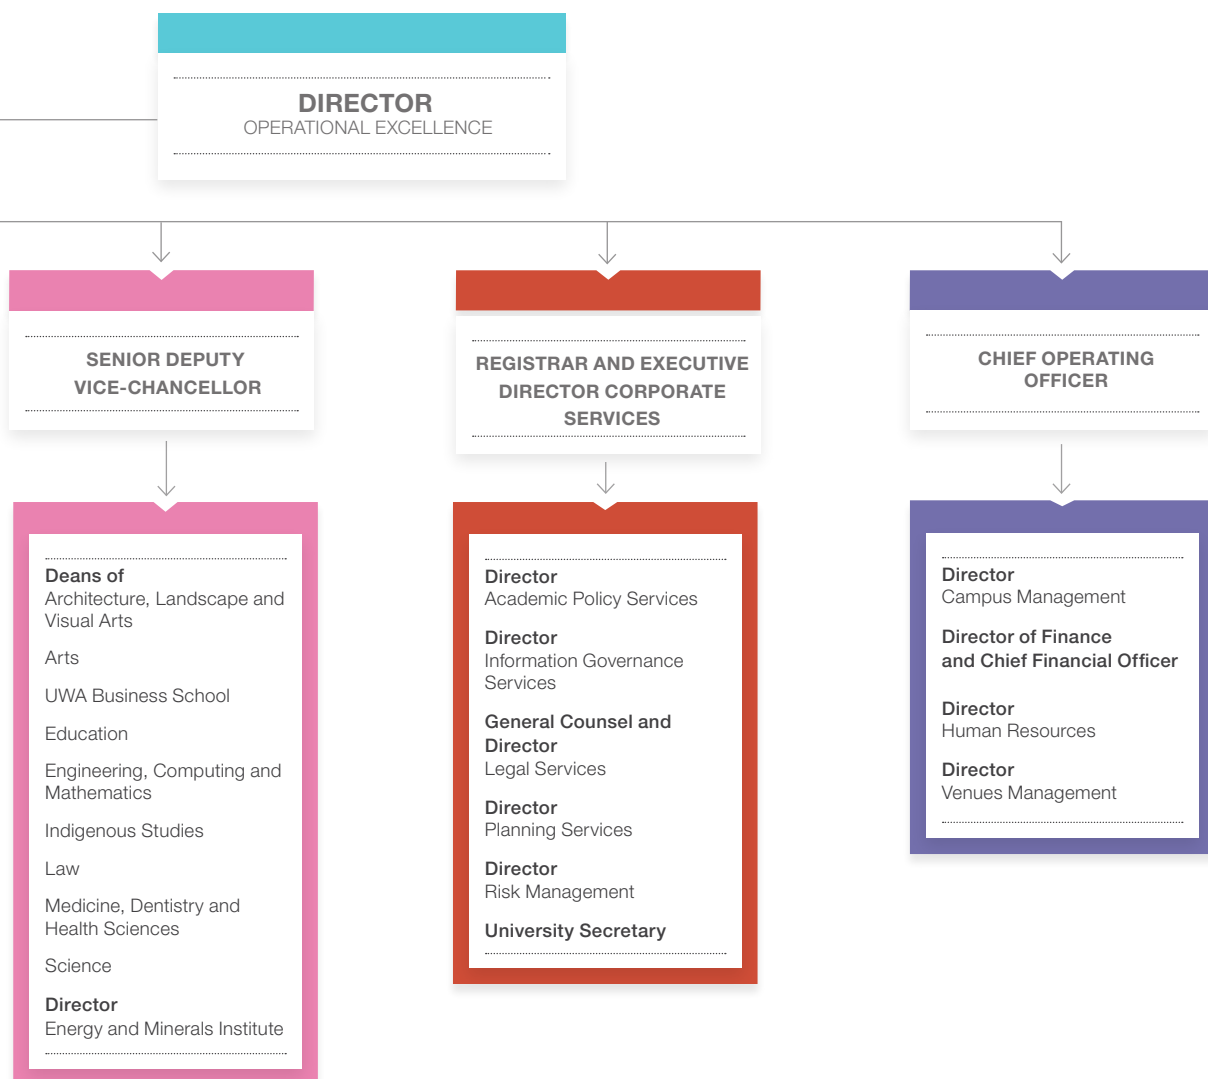 DIRECTOR
OPERATIONAL EXCELLENCE
SENIOR DEPUTY
VICE-CHANCELLOR
REGISTRAR AND EXECUTIVE
DIRECTOR CORPORATE
SERVICES
CHIEF OPERATING
OFFICER
Deans of
Architecture, Landscape and
Visual Arts
Arts
UWA Business School
Education
Engineering, Computing and
Mathematics
Indigenous Studies
Law
Medicine, Dentistry and
Health Sciences
Science
Director
Energy and Minerals Institute
Director
Academic Policy Services
Director
Information Governance
Services
General Counsel and
Director
Legal Services
Director
Planning Services
Director
Risk Management
University Secretary
Director
Campus Management
Director of Finance
and Chief Financial Officer
Director
Human Resources
Director
Venues Management